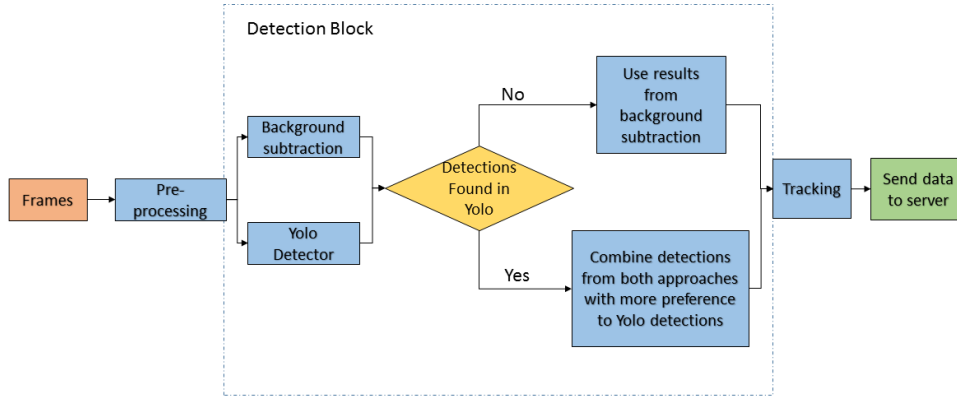 Detection Block
Frames
Pre-
processing
Background
subtraction
Yolo
Detector
Detections
Found in
Yolo
No
Use results
from
background
subtraction
Yes
Combine detections
from both approaches
with more preference
to Yolo detections
Tracking
Send data
to server